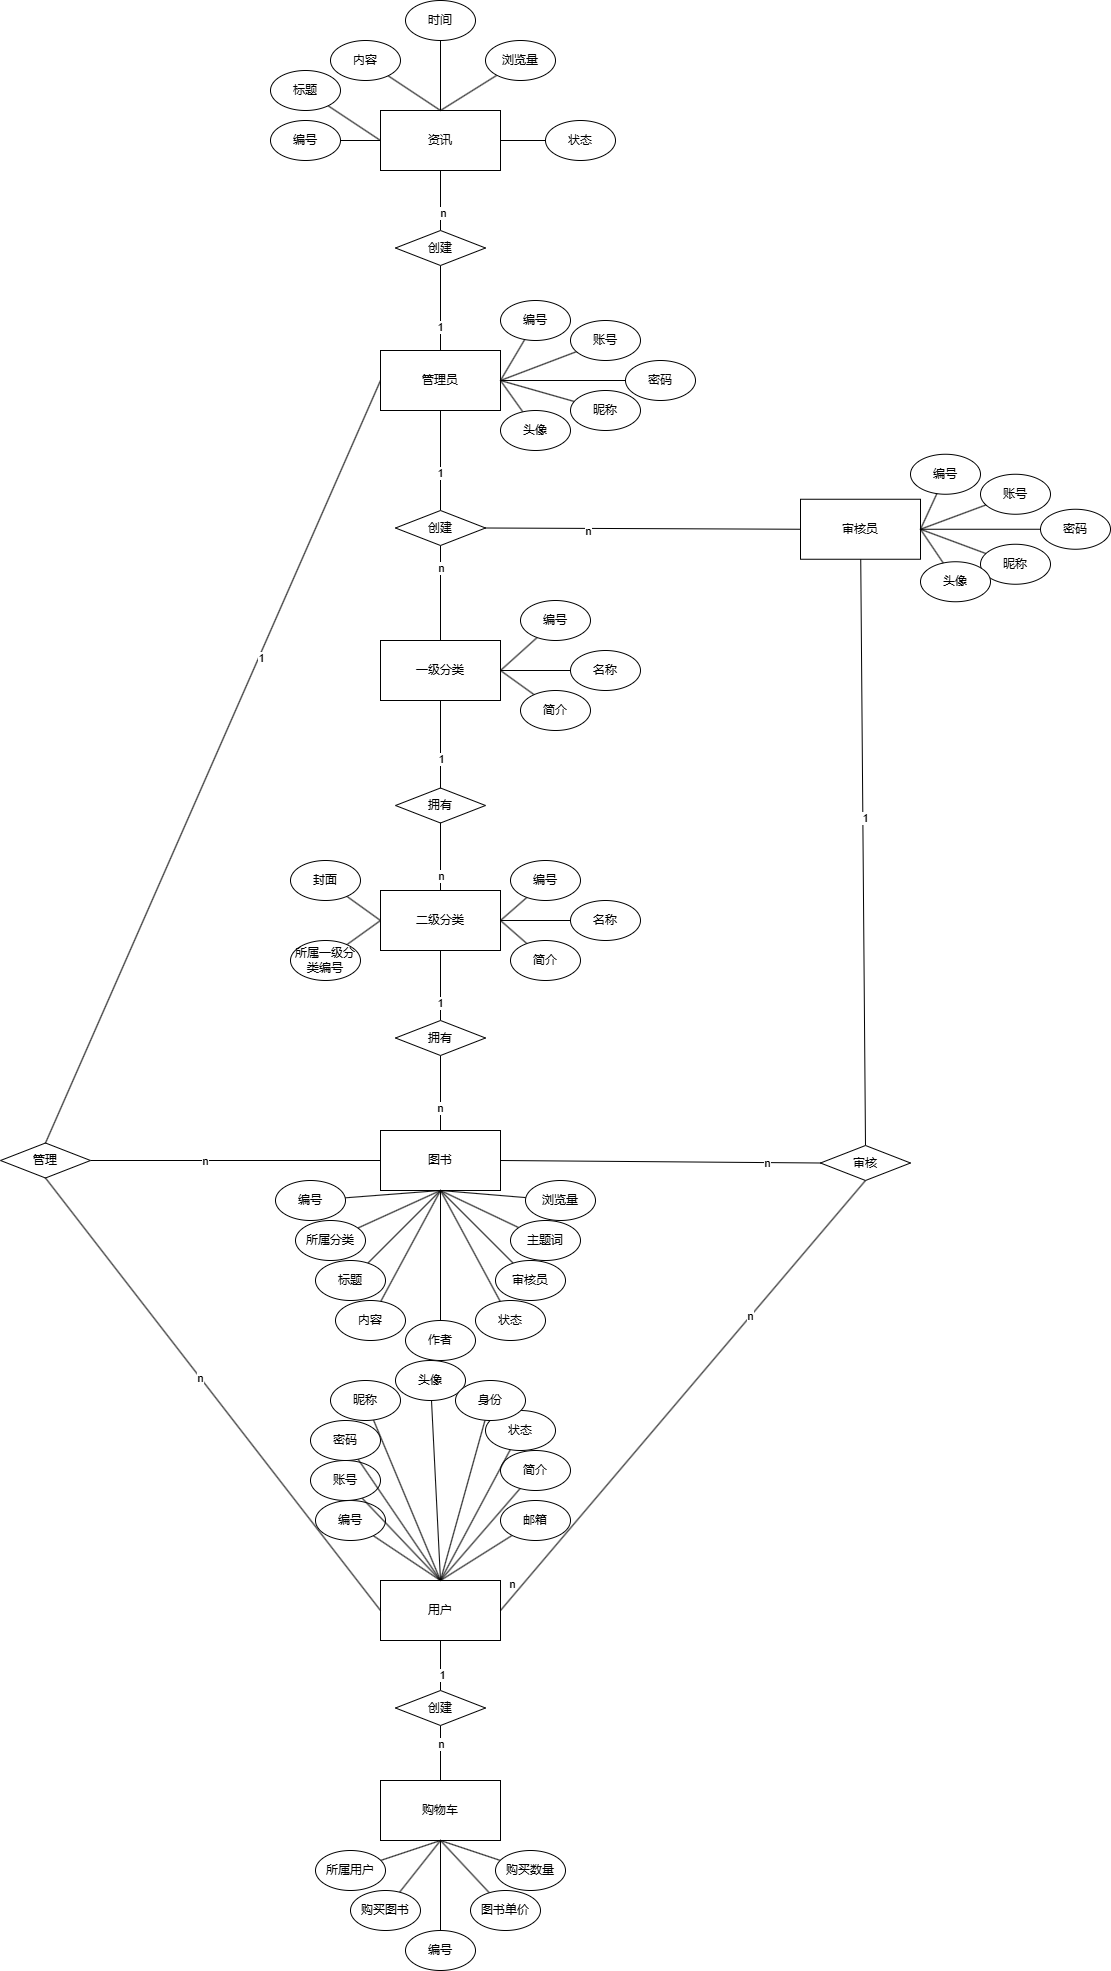 时间
内容
浏览量
标题
编号
资讯
状态
n
创建
1
编号
账号
管理员
密码
昵称
头像
1
编号
账号
创建
n
审核员
密码
昵称
头像
n
编号
1
一级分类
名称
简介
1
拥有
1
n
封面
编号
二级分类
名称
所属一级分
类编号
简介
1
拥有
n
管理
n
图书
n
审核
编号
浏览量
所属分类
主题词
标题
审核员
内容
状态
n
作者
n
头像
昵称
身份
状态
密码
简介
账号
编号
邮箱
n
用户
1
创建
n
购物车
所属用户
购买数量
购买图书
图书单价
编号